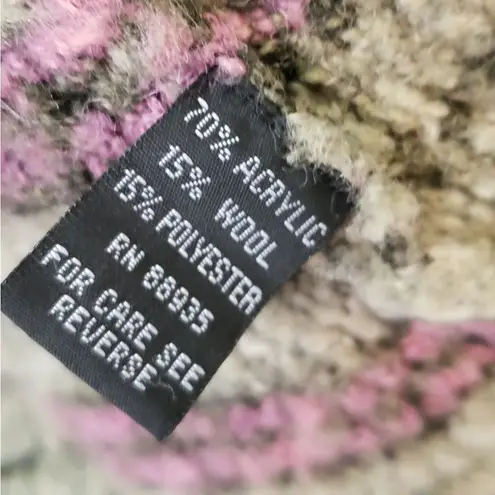 70% ACRYLIC
15% WOOL
15% POLYESTER
RN 88935
FOR CARE SEE
REVERSE